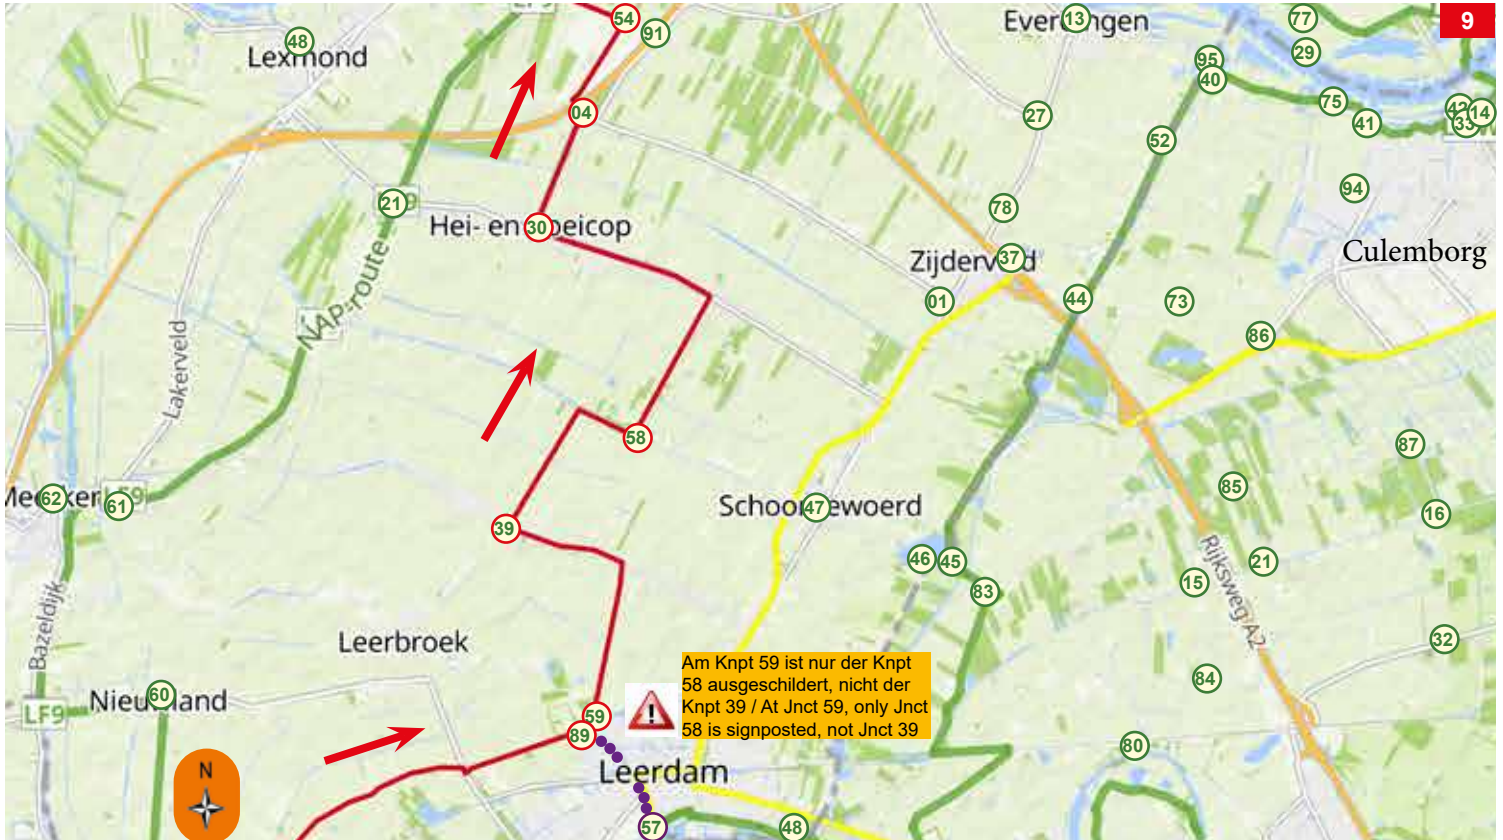 LF9
54
91
48
Lexmond
13
Everdingen
77
29
9
95
40
75
41
42
14
33
04
27
52
94
21
LF9
78
Hei- en Boeicop
30
Culemborg
Zijderveld
37
01
44
73
86
NAP-route
Lakerveld
58
87
85
16
62
61
LF9
39
Schoonrewoerd
47
46
45
83
15
21
Rijksweg A2
Bazeldijk
Leerbroek
32
84
Nieuwland
60
LF9
Am Knpt 59 ist nur der Knpt
58 ausgeschildert, nicht der
Knpt 39 / At Jnct 59, only Jnct
58 is signposted, not Jnct 39
59
89
80
Leerdam
N
57
48